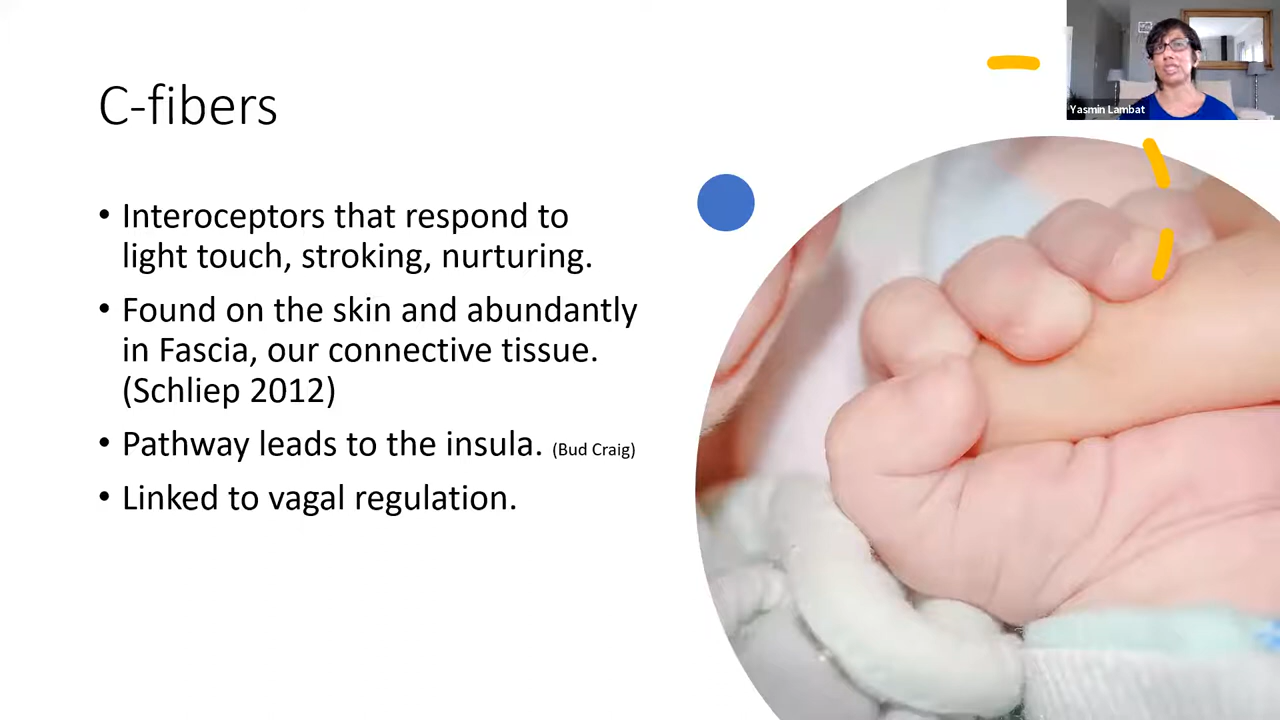 C-fibers
• Interoceptors that respond to
light touch, stroking, nurturing.
• Found on the skin and abundantly
in Fascia, our connective tissue.
(Schliep 2012)
• Pathway leads to the insula. (Bud Craig)
• Linked to vagal regulation.
Yasmin Lambat